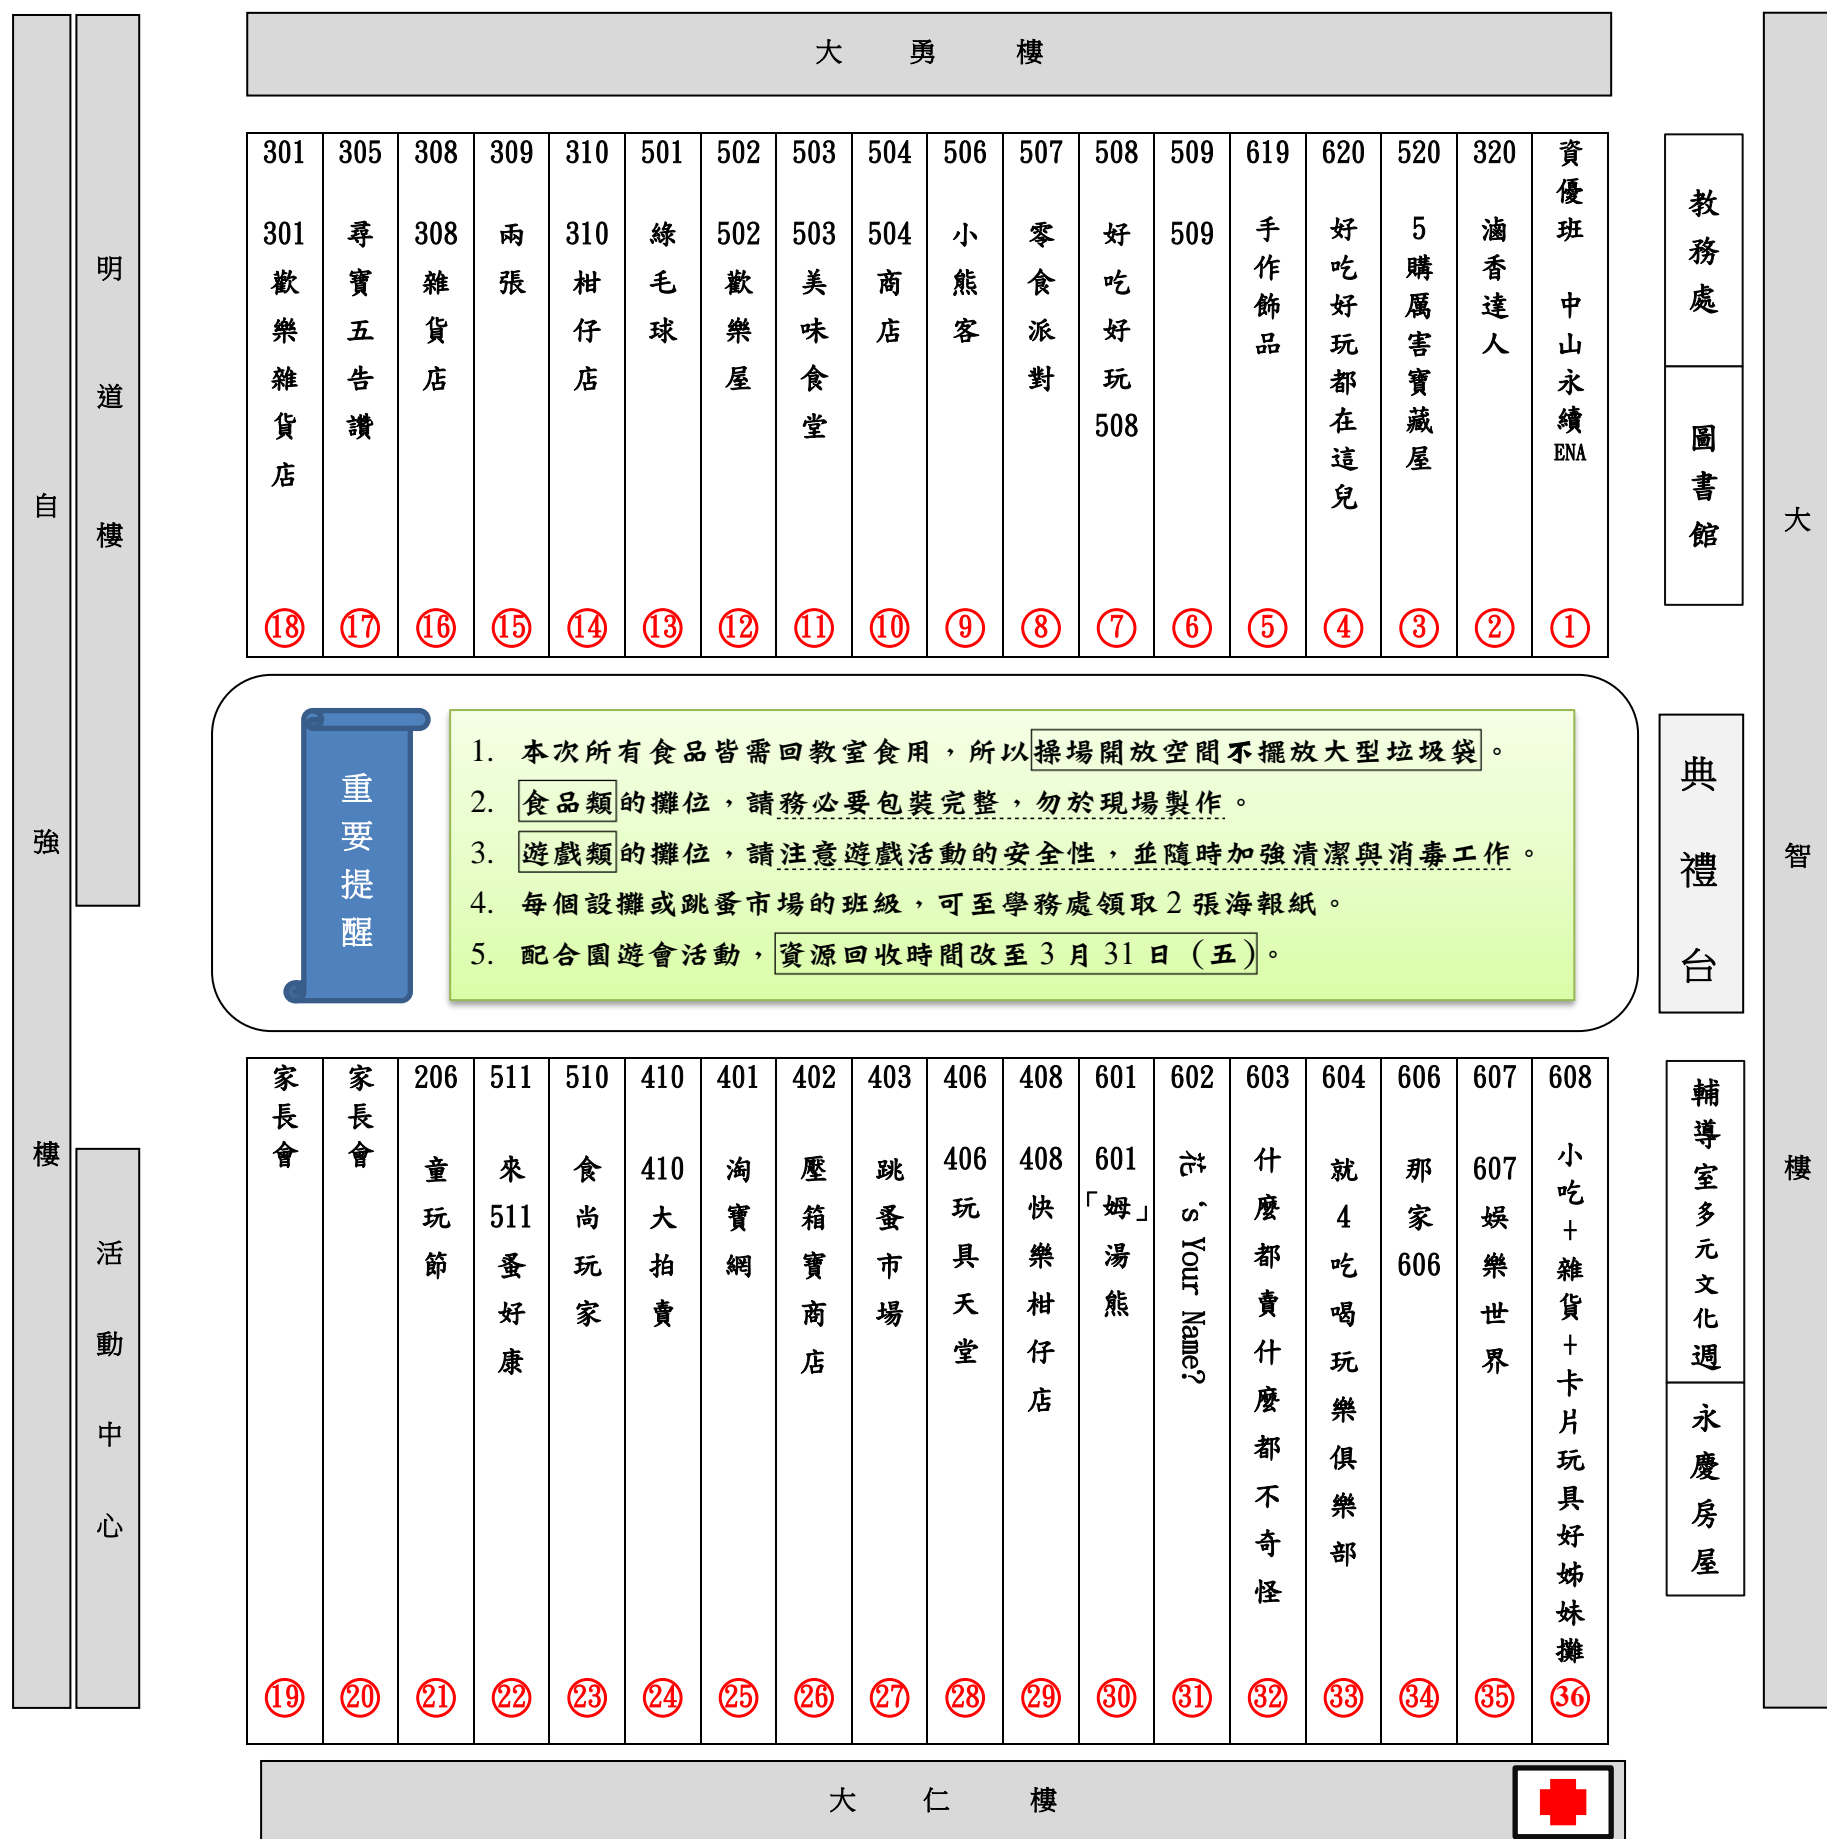 大勇樓
明道樓
自強樓
301 301歡樂雜貨店 ⑱
305 尋寶五告讚 ⑰
308 308雜貨店 ⑯
309 兩張 ⑮
310 310柑仔店 ⑭
501 綠毛球 ⑬
502 502歡樂屋 ⑫
503 503美味食堂 ⑪
504 504商店 ⑩
506 小熊客 ⑨
507 零食派對 ⑧
508 好吃好玩508 ⑦
509 509 ⑥
619 手作飾品 ⑤
620 好吃好玩都在這兒 ④
520 5購厲害寶藏屋 ③
320 滷香達人 ②
資優班 中山永續ENA ①
教務處
圖書館
大智樓
重要提醒
1. 本次所有食品皆需回教室食用，所以操場開放空間不擺放大型垃圾袋。
2. 食品類的攤位，請務必要包裝完整，勿於現場製作。
3. 遊戲類的攤位，請注意遊戲活動的安全性，並隨時加強清潔與消毒工作。
4. 每個設攤或跳蚤市場的班級，可至學務處領取2張海報紙。
5. 配合園遊會活動，資源回收時間改至3月31日（五）。
典禮台
活動中心
家長會 ⑲
家長會 ⑳
206 童玩節 ㉑
511 來511蚤好康 ㉒
510 食尚玩家 ㉓
410 410大拍賣 ㉔
401 淘寶網 ㉕
402 壓箱寶商店 ㉖
403 跳蚤市場 ㉗
406 406玩具天堂 ㉘
408 408快樂柑仔店 ㉙
601 601「姆」湯熊 ㉚
602 花‘s Your Name? ㉛
603 什麼都賣什麼都不奇怪 ㉜
604 就4吃喝玩樂俱樂部 ㉝
606 那家606 ㉞
607 607娛樂世界 ㉟
608 小吃+雜貨+卡片玩具好姊妹攤 ㊱
輔導室多元文化週
永慶房屋
大仁樓